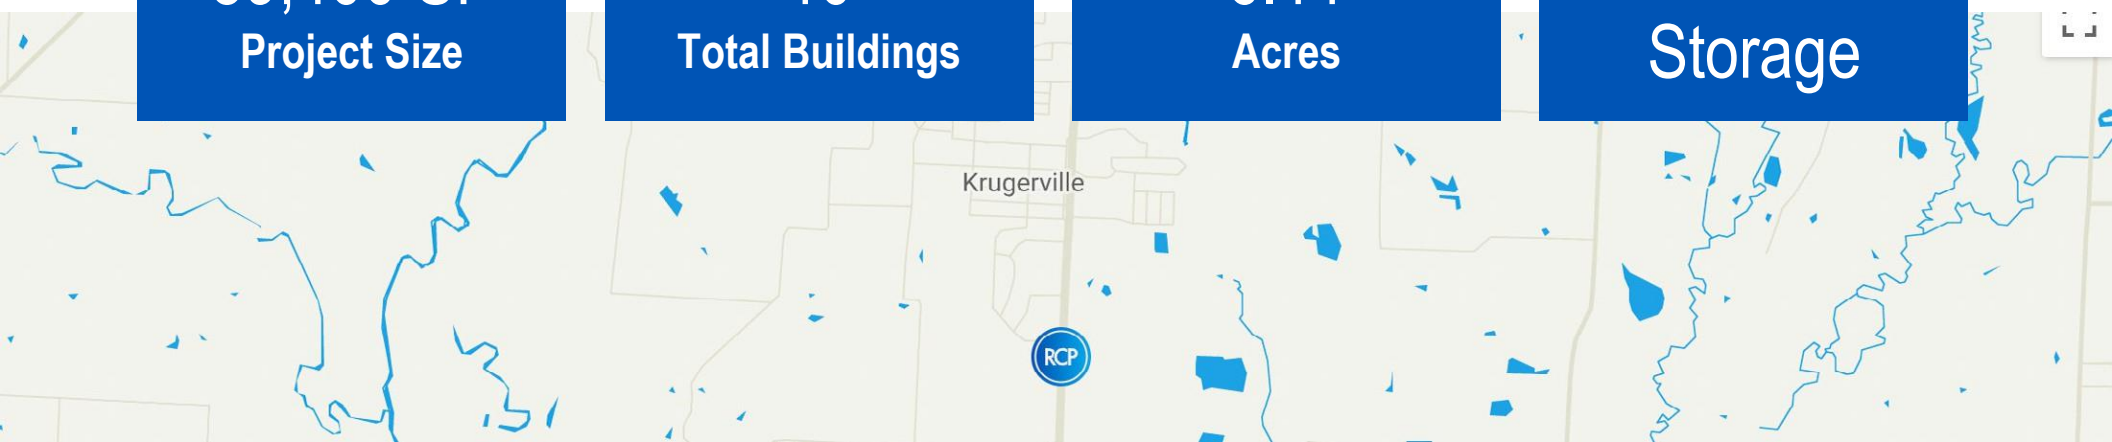 Project Size
Total Buildings
Acres
Storage
Krugerville
RCP